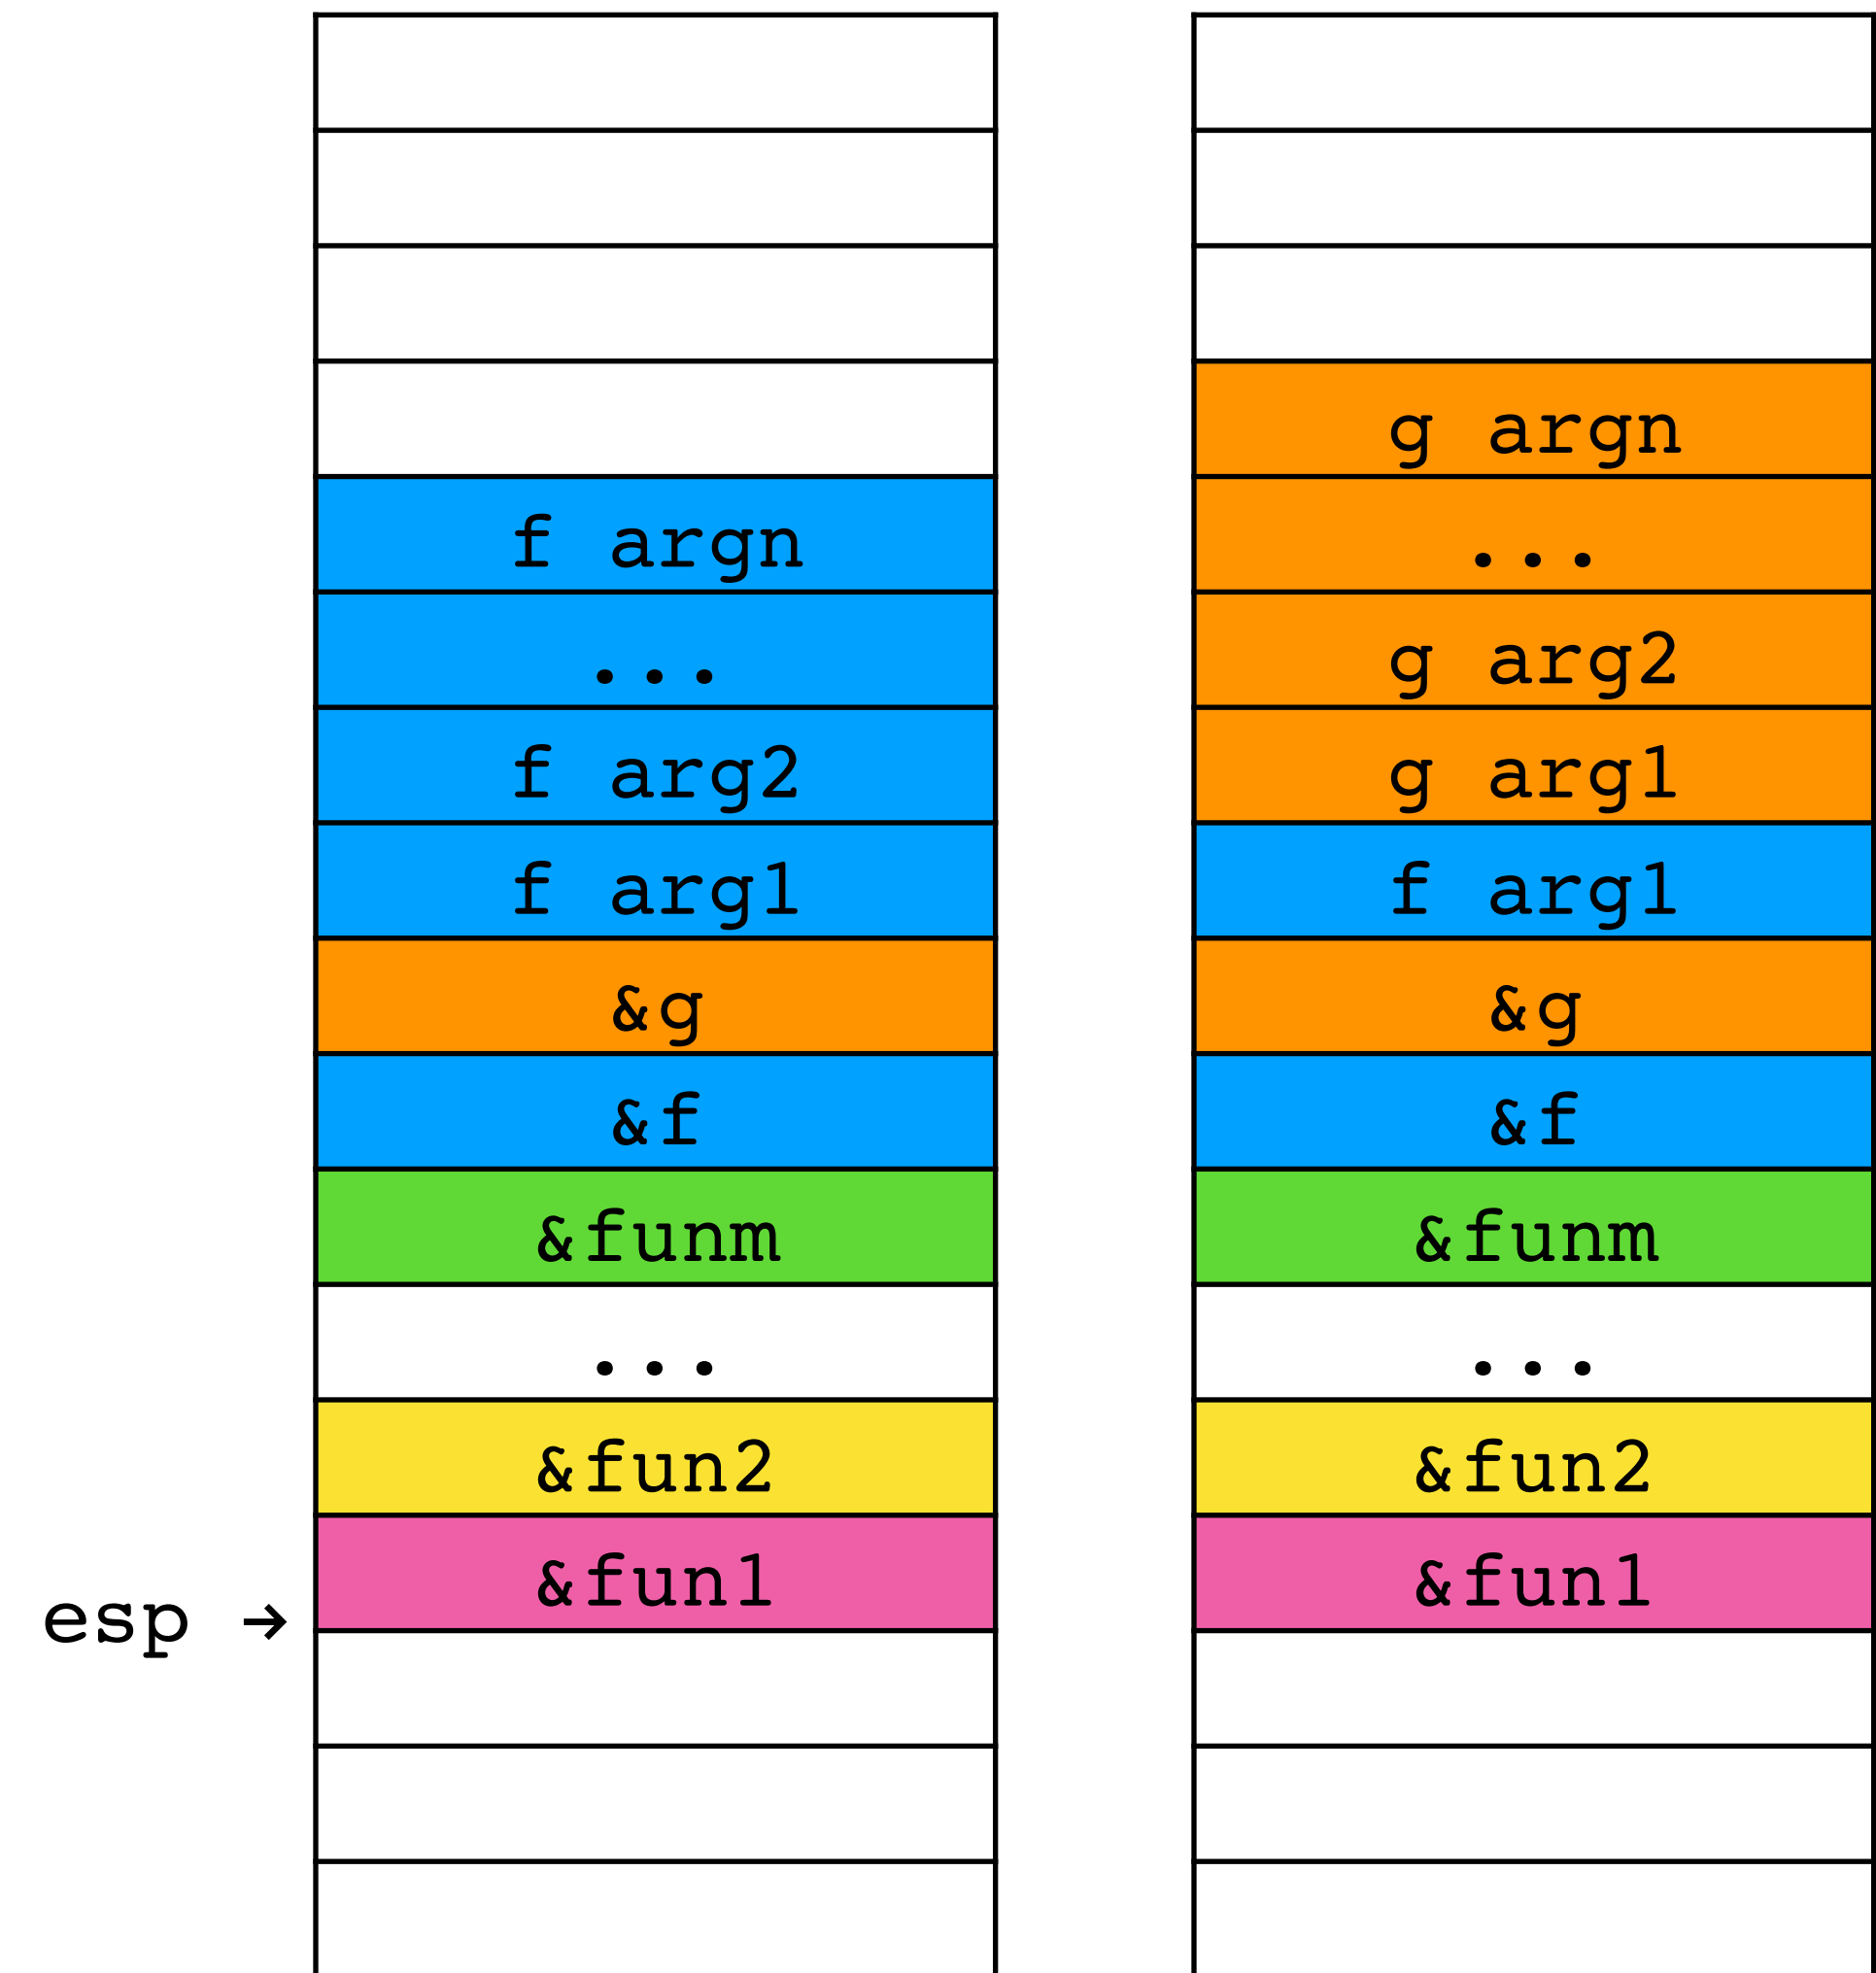 f argn
...
f arg2
f arg1
&g
&f
&funm
...
&fun2
&fun1
esp →
g argn
...
g arg2
g arg1
f arg1
&g
&f
&funm
...
&fun2
&fun1